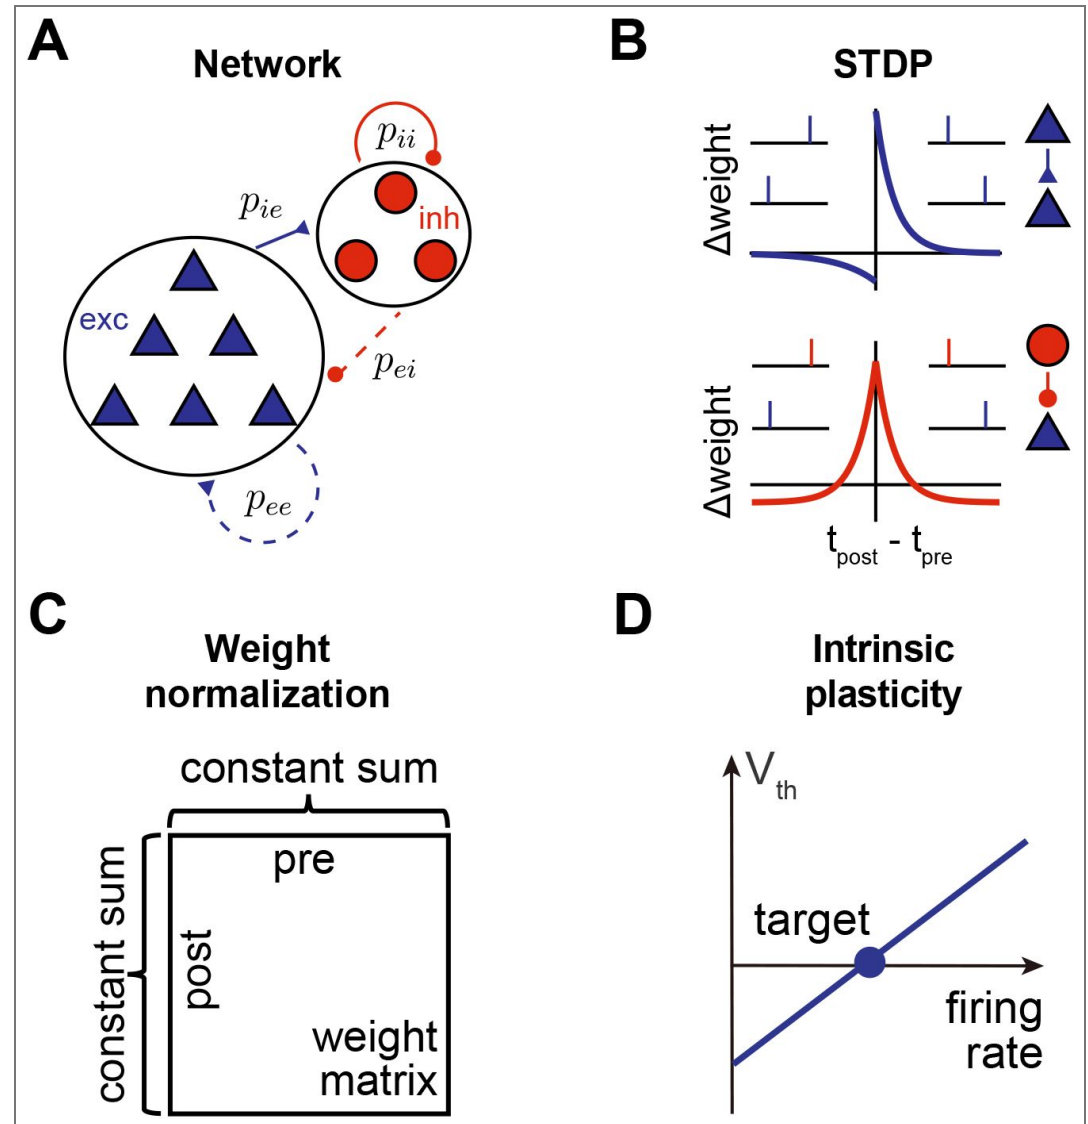 A
Network
p_ii
p_ie
inh
exc
p_ei
p_ee
B
STDP
Δweight
Δweight
t_post - t_pre
C
Weight
normalization
constant sum
constant sum
pre
post
weight
matrix
D
Intrinsic
plasticity
V_th
target
firing
rate